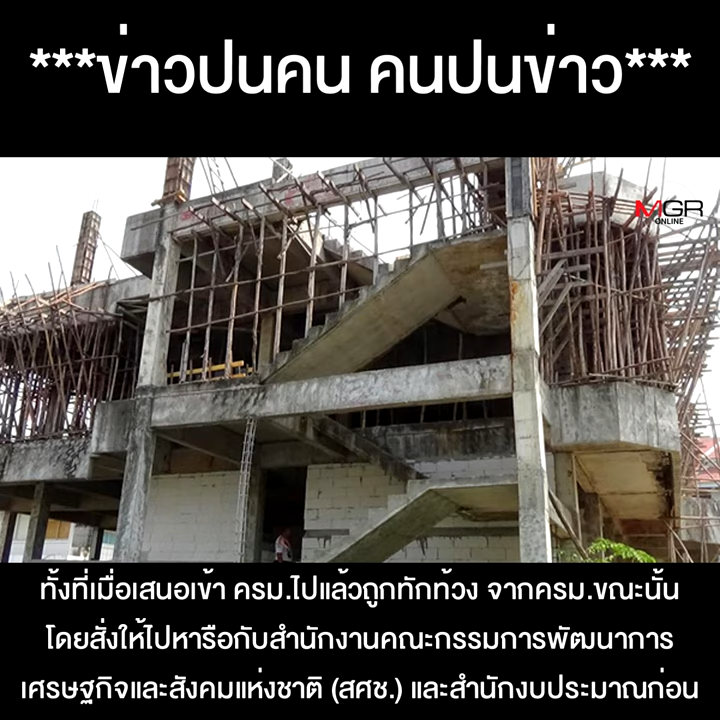 ***ข่าวปนคน คนปนข่าว***
MGR
ONLINE
ทั้งที่เมื่อเสนอเข้า ครม.ไปแล้วถูกทักท้วง จากครม.ขณะนั้น
โดยสั่งให้ไปหารือกับสำนักงานคณะกรรมการพัฒนาการ
เศรษฐกิจและสังคมแห่งชาติ (สศช.) และสำนักงบประมาณก่อน